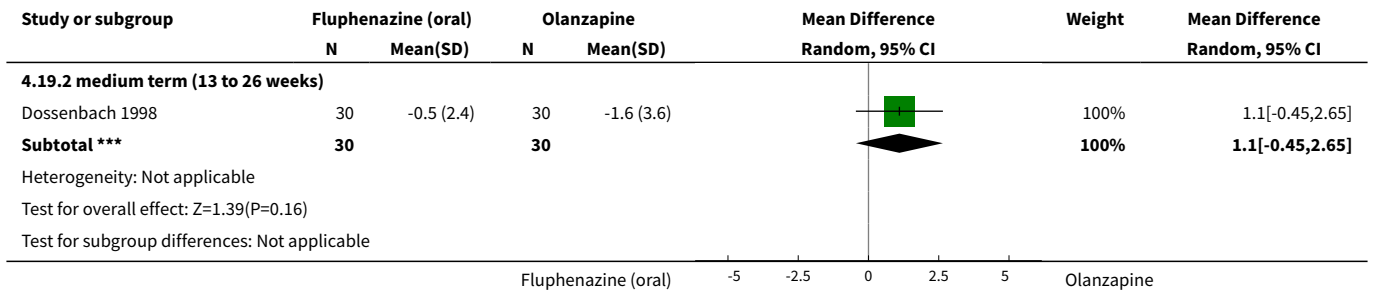 Study or subgroup Fluphenazine (oral) Olanzapine Mean Difference Weight Mean Difference
N Mean(SD) N Mean(SD) Random, 95% CI Random, 95% CI
4.19.2 medium term (13 to 26 weeks)
Dossenbach 1998 30 -0.5 (2.4) 30 -1.6 (3.6) 100% 1.1[-0.45,2.65]
Subtotal *** 30 30 100% 1.1[-0.45,2.65]
Heterogeneity: Not applicable
Test for overall effect: Z=1.39(P=0.16)
Test for subgroup differences: Not applicable
Fluphenazine (oral) -5 -2.5 0 2.5 5 Olanzapine